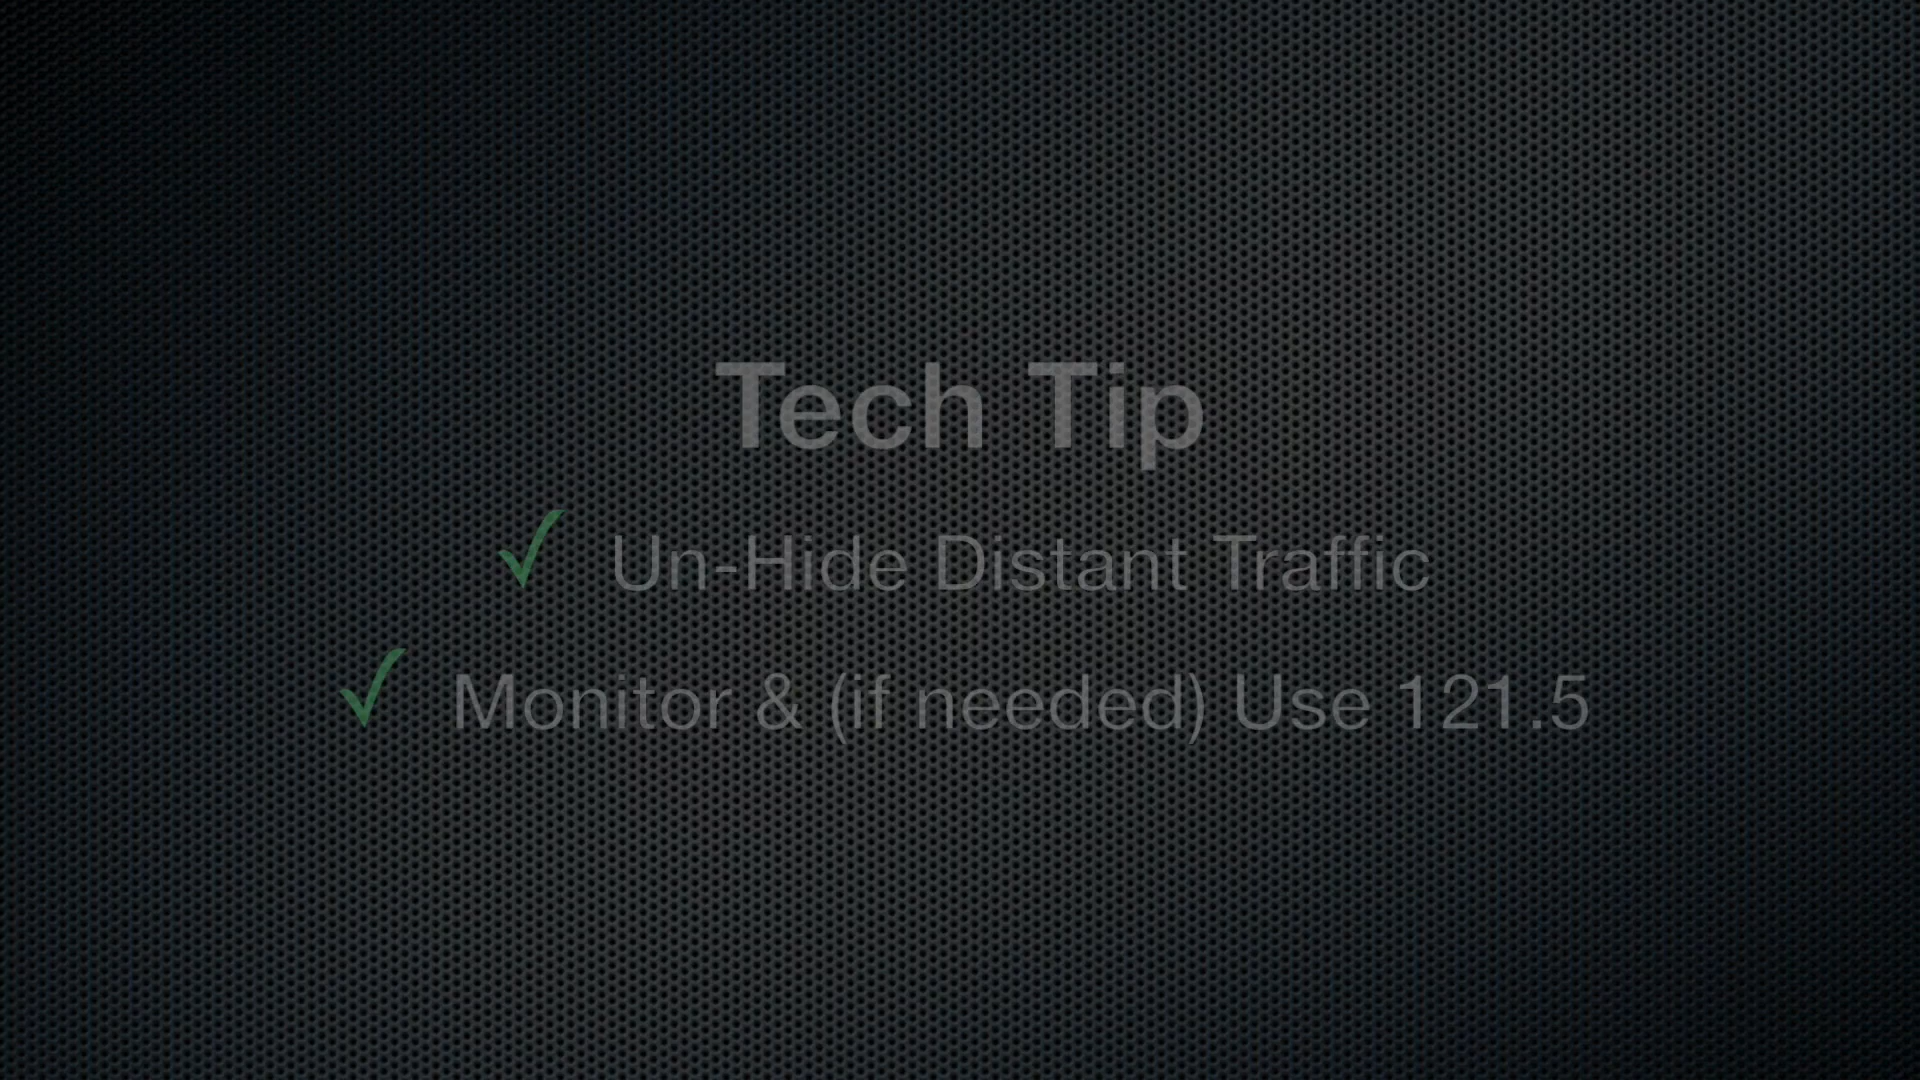 Tech Tip
✓ Un-Hide Distant Traffic
✓ Monitor & (if needed) Use 121.5